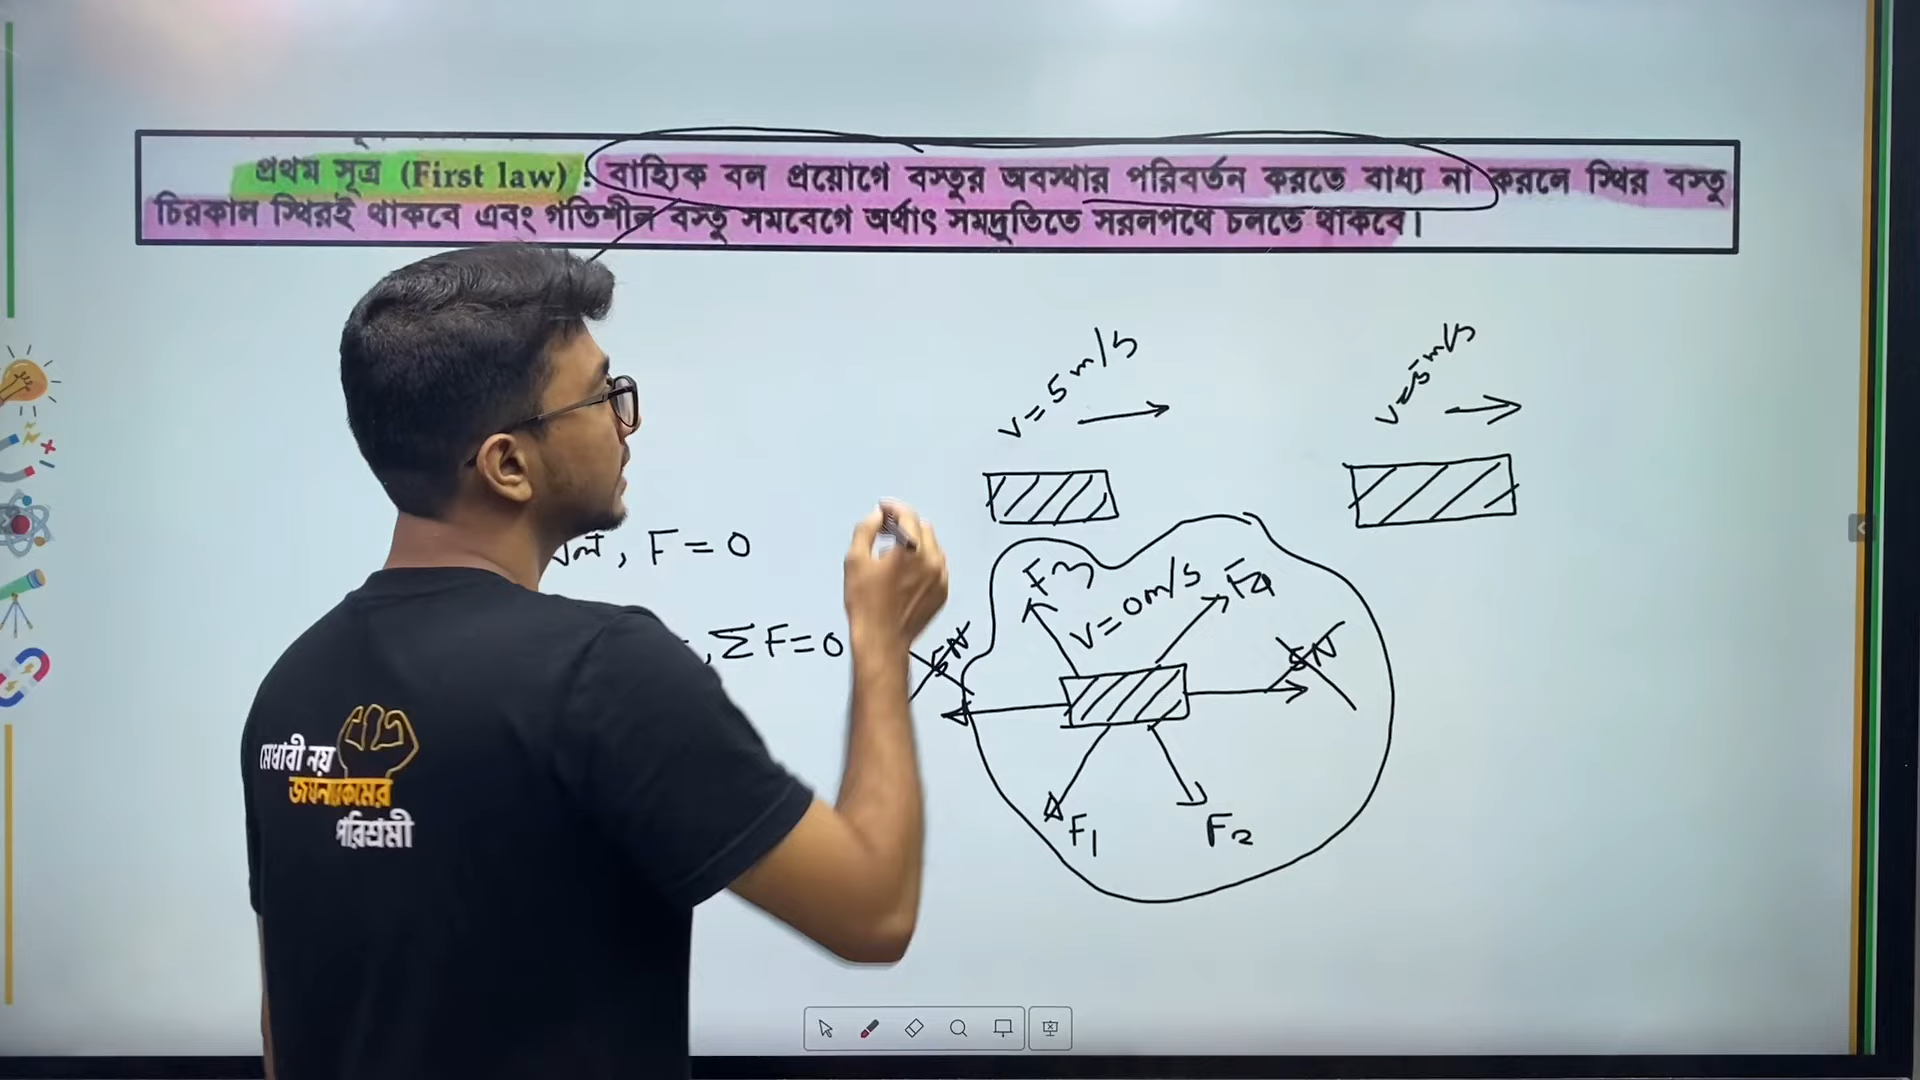 প্রথম সূত্র (First law) : বাহ্যিক বল প্রয়োগে বস্তুর অবস্থার পরিবর্তন করতে বাধ্য না করলে স্থির বস্তু
চিরকাল স্থিরই থাকবে এবং গতিশীল বস্তু সমবেগে অর্থাৎ সমদ্রুতিতে সরলপথে চলতে থাকবে।
v = 5 m/s
v = 5 m/s
, F = 0
F3
v = 0 m/s
F4
, ΣF = 0
5N
5N
F1
F2
মেধাবী নয়
পরিশ্রমী